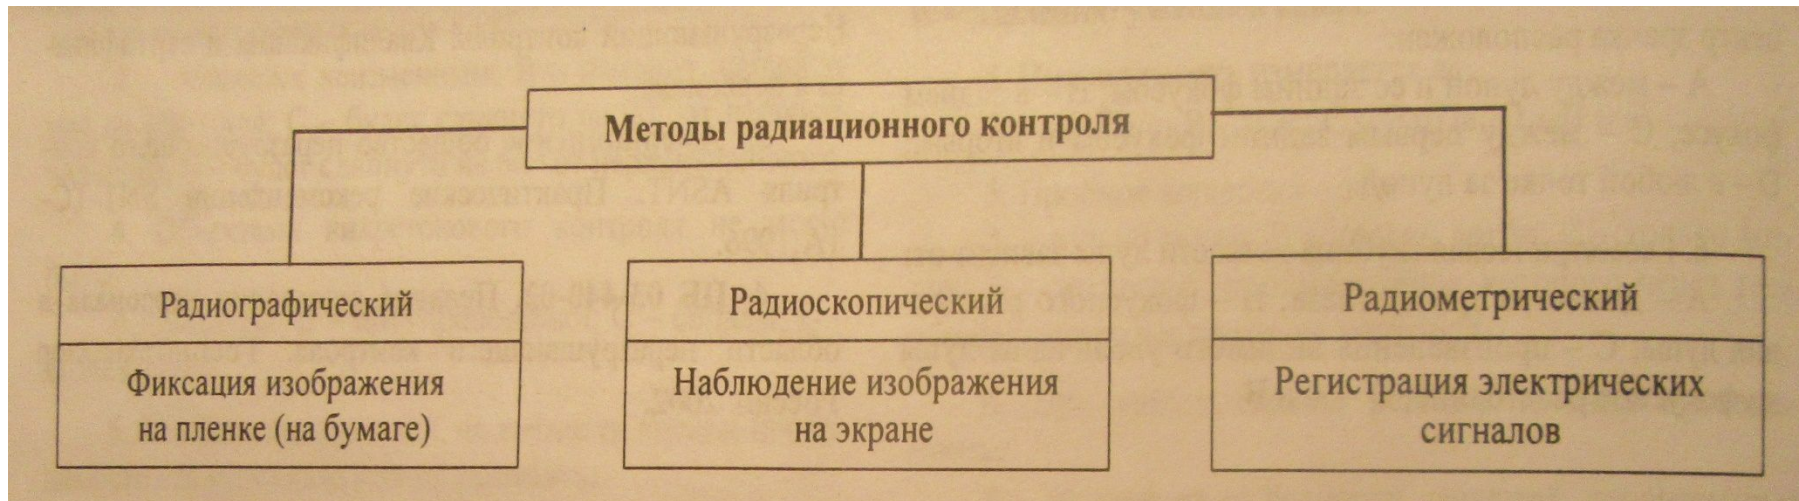 Методы радиационного контроля
Радиографический
Фиксация изображения
на пленке (на бумаге)
Радиоскопический
Наблюдение изображения
на экране
Радиометрический
Регистрация электрических
сигналов